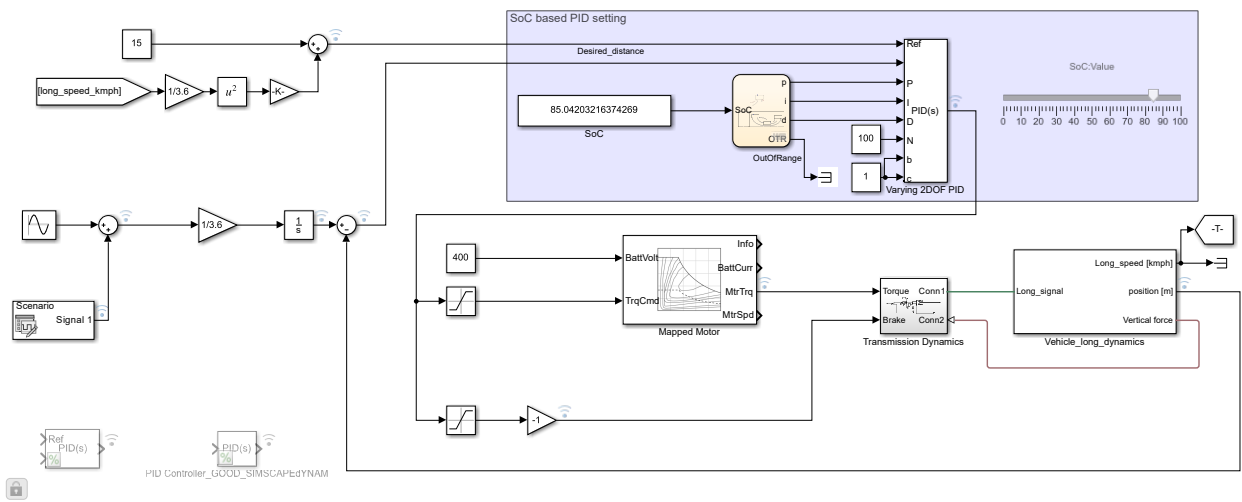 SoC based PID setting
15
Desired_distance
[long_speed_kmph]
1/3.6
u²
-K-
85.04203216374269
SoC
SoC
p
i
d
OTR
OutOfRange
100
1
Ref
P
I
D
N
b
c
PID(s)
Varying 2DOF PID
SoC:Value
0 10 20 30 40 50 60 70 80 90 100
1/3.6
1
s
Scenario
Signal 1
400
BattVolt
TrqCmd
Info
BattCurr
MtrTrq
MtrSpd
Mapped Motor
-1
Torque
Brake
Conn1
Conn2
Transmission Dynamics
Long_signal
Long_speed [kmph]
position [m]
Vertical force
Vehicle_long_dynamics
-T-
Ref
PID(s)
%
PID(s)
%
PID Controller_GOOD_SIMSCAPEdYNAM